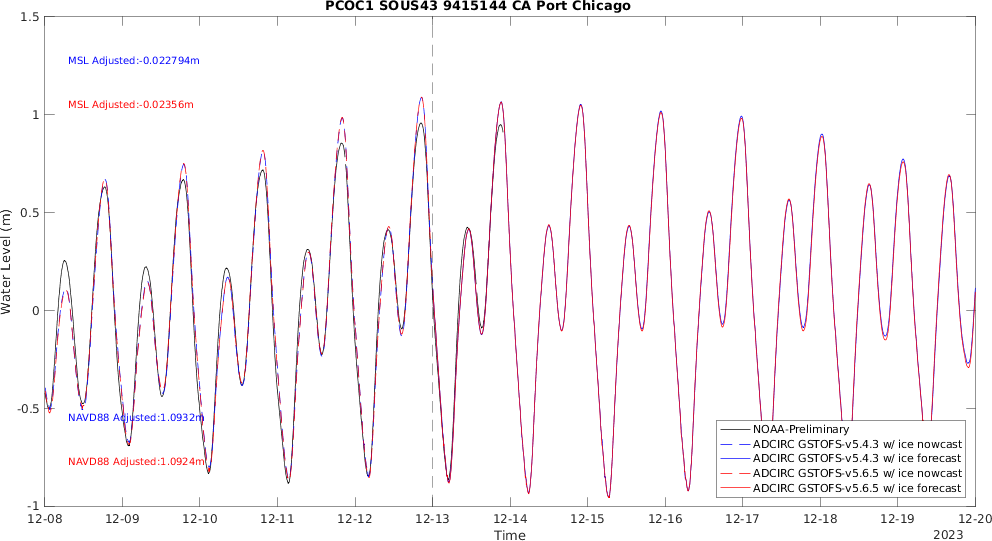 PCOC1 SOUS43 9415144 CA Port Chicago
1.5
MSL Adjusted:-0.022794m
MSL Adjusted:-0.02356m
1
0.5
Water Level (m)
0
-0.5
NAVD88 Adjusted:1.0932m
NAVD88 Adjusted:1.0924m
-1
NOAA-Preliminary
ADCIRC GSTOFS-v5.4.3 w/ ice nowcast
ADCIRC GSTOFS-v5.4.3 w/ ice forecast
ADCIRC GSTOFS-v5.6.5 w/ ice nowcast
ADCIRC GSTOFS-v5.6.5 w/ ice forecast
12-08 12-09 12-10 12-11 12-12 12-13 12-14 12-15 12-16 12-17 12-18 12-19 12-20
Time
2023